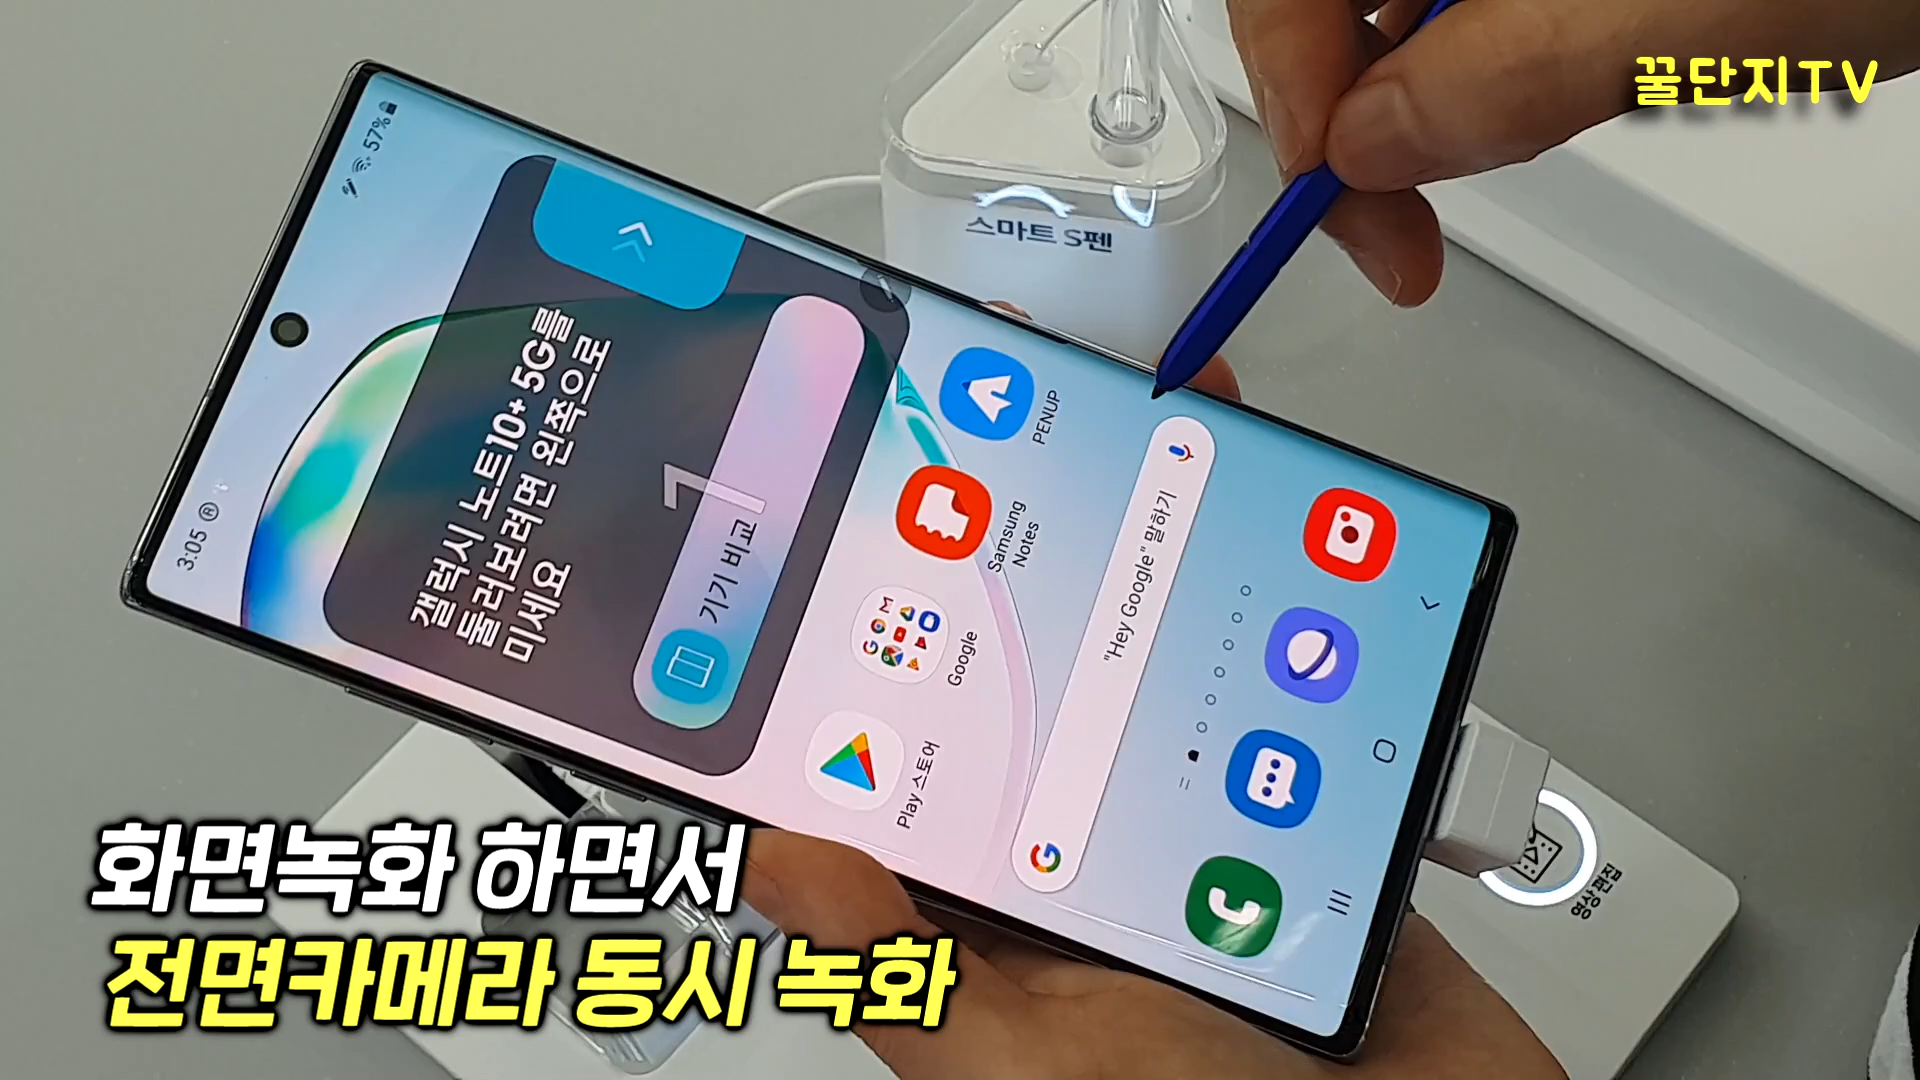 꿀단지TV
스마트 S펜
57%
3:05
갤럭시 노트10+ 5G를
둘러보려면 왼쪽으로
미세요
1
기기 비교
PENUP
Samsung
Notes
Google
Play 스토어
"Hey Google" 말하기
영상편집
화면녹화 하면서
전면카메라 동시 녹화